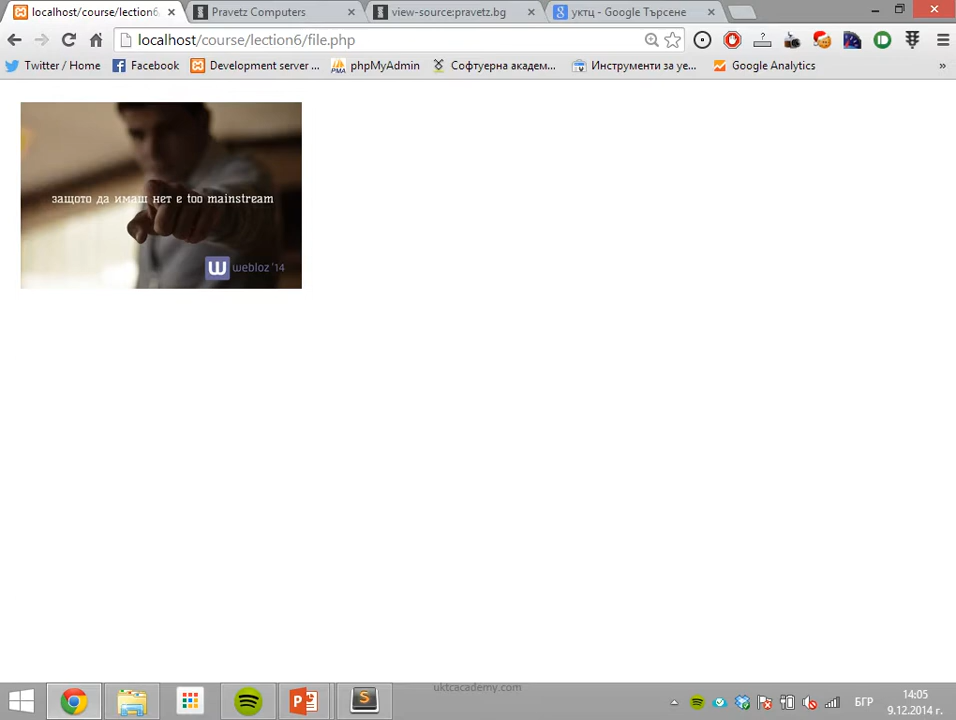 localhost/course/lection6
Pravetz Computers
view-source:pravetz.bg
уктц - Google Търсене
localhost/course/lection6/file.php
Twitter / Home
Facebook
Development server ...
phpMyAdmin
Софтуерна академ...
Инструменти за уе...
Google Analytics
»
защото да имаш нет е too mainstream
W webloz '14
uktcacademy.com
БГР
14:05
9.12.2014 г.